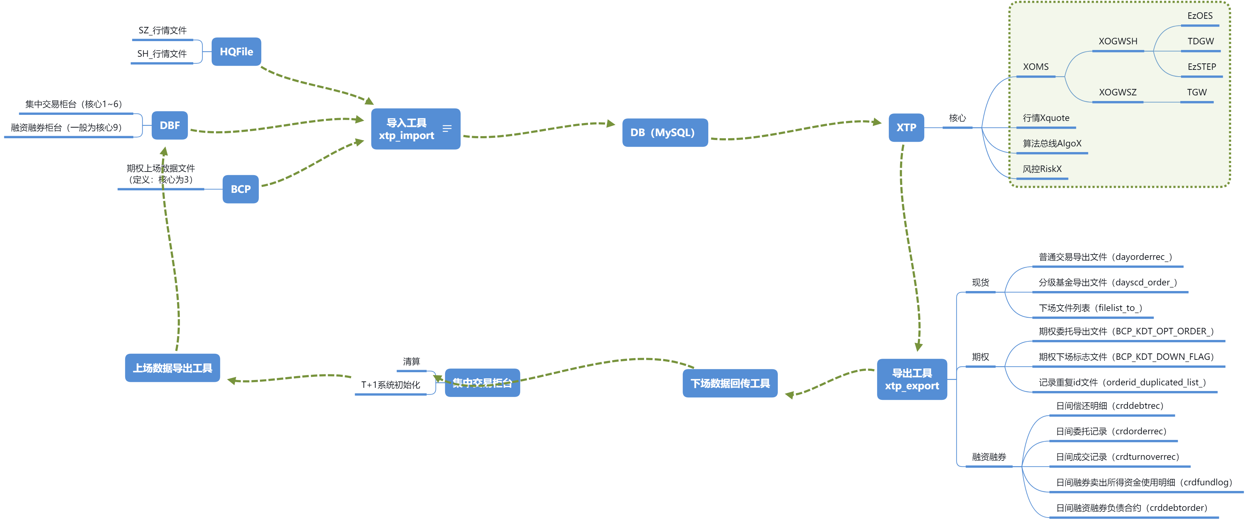 SZ_行情文件
SH_行情文件
HQFile
集中交易柜台（核心1~6）
融资融券柜台（一般为核心9）
DBF
期权上场数据文件
（定义：核心为3）
BCP
导入工具
xtp_import
DB（MySQL）
XTP
核心
XOMS
XOGWSH
EzOES
TDGW
EzSTEP
XOGWSZ
TGW
行情Xquote
算法总线AlgoX
风控RiskX
上场数据导出工具
清算
T+1系统初始化
集中交易柜台
下场数据回传工具
导出工具
xtp_export
现货
普通交易导出文件（dayorderrec_）
分级基金导出文件（dayscd_order_）
下场文件列表（filelist_to_）
期权
期权委托导出文件（BCP_KDT_OPT_ORDER_）
期权下场标志文件（BCP_KDT_DOWN_FLAG）
记录重复id文件（orderid_duplicated_list_）
融资融券
日间偿还明细（crddebtrec）
日间委托记录（crdorderrec）
日间成交记录（crdturnoverrec）
日间融券卖出所得资金使用明细（crdfundlog）
日间融资融券负债合约（crddebtorder）